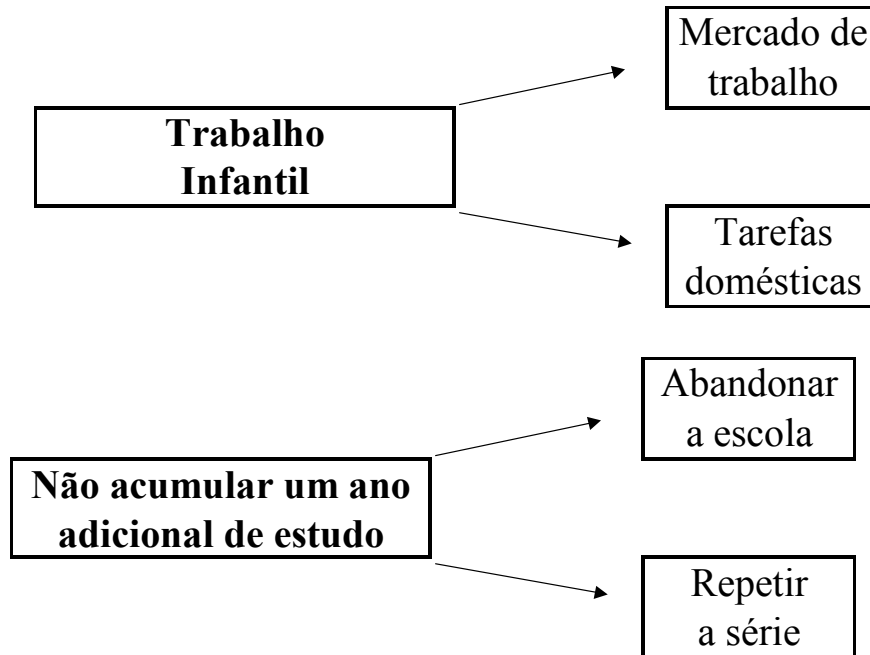 Mercado de
trabalho
Trabalho
Infantil
Tarefas
domésticas
Abandonar
a escola
Não acumular um ano
adicional de estudo
Repetir
a série